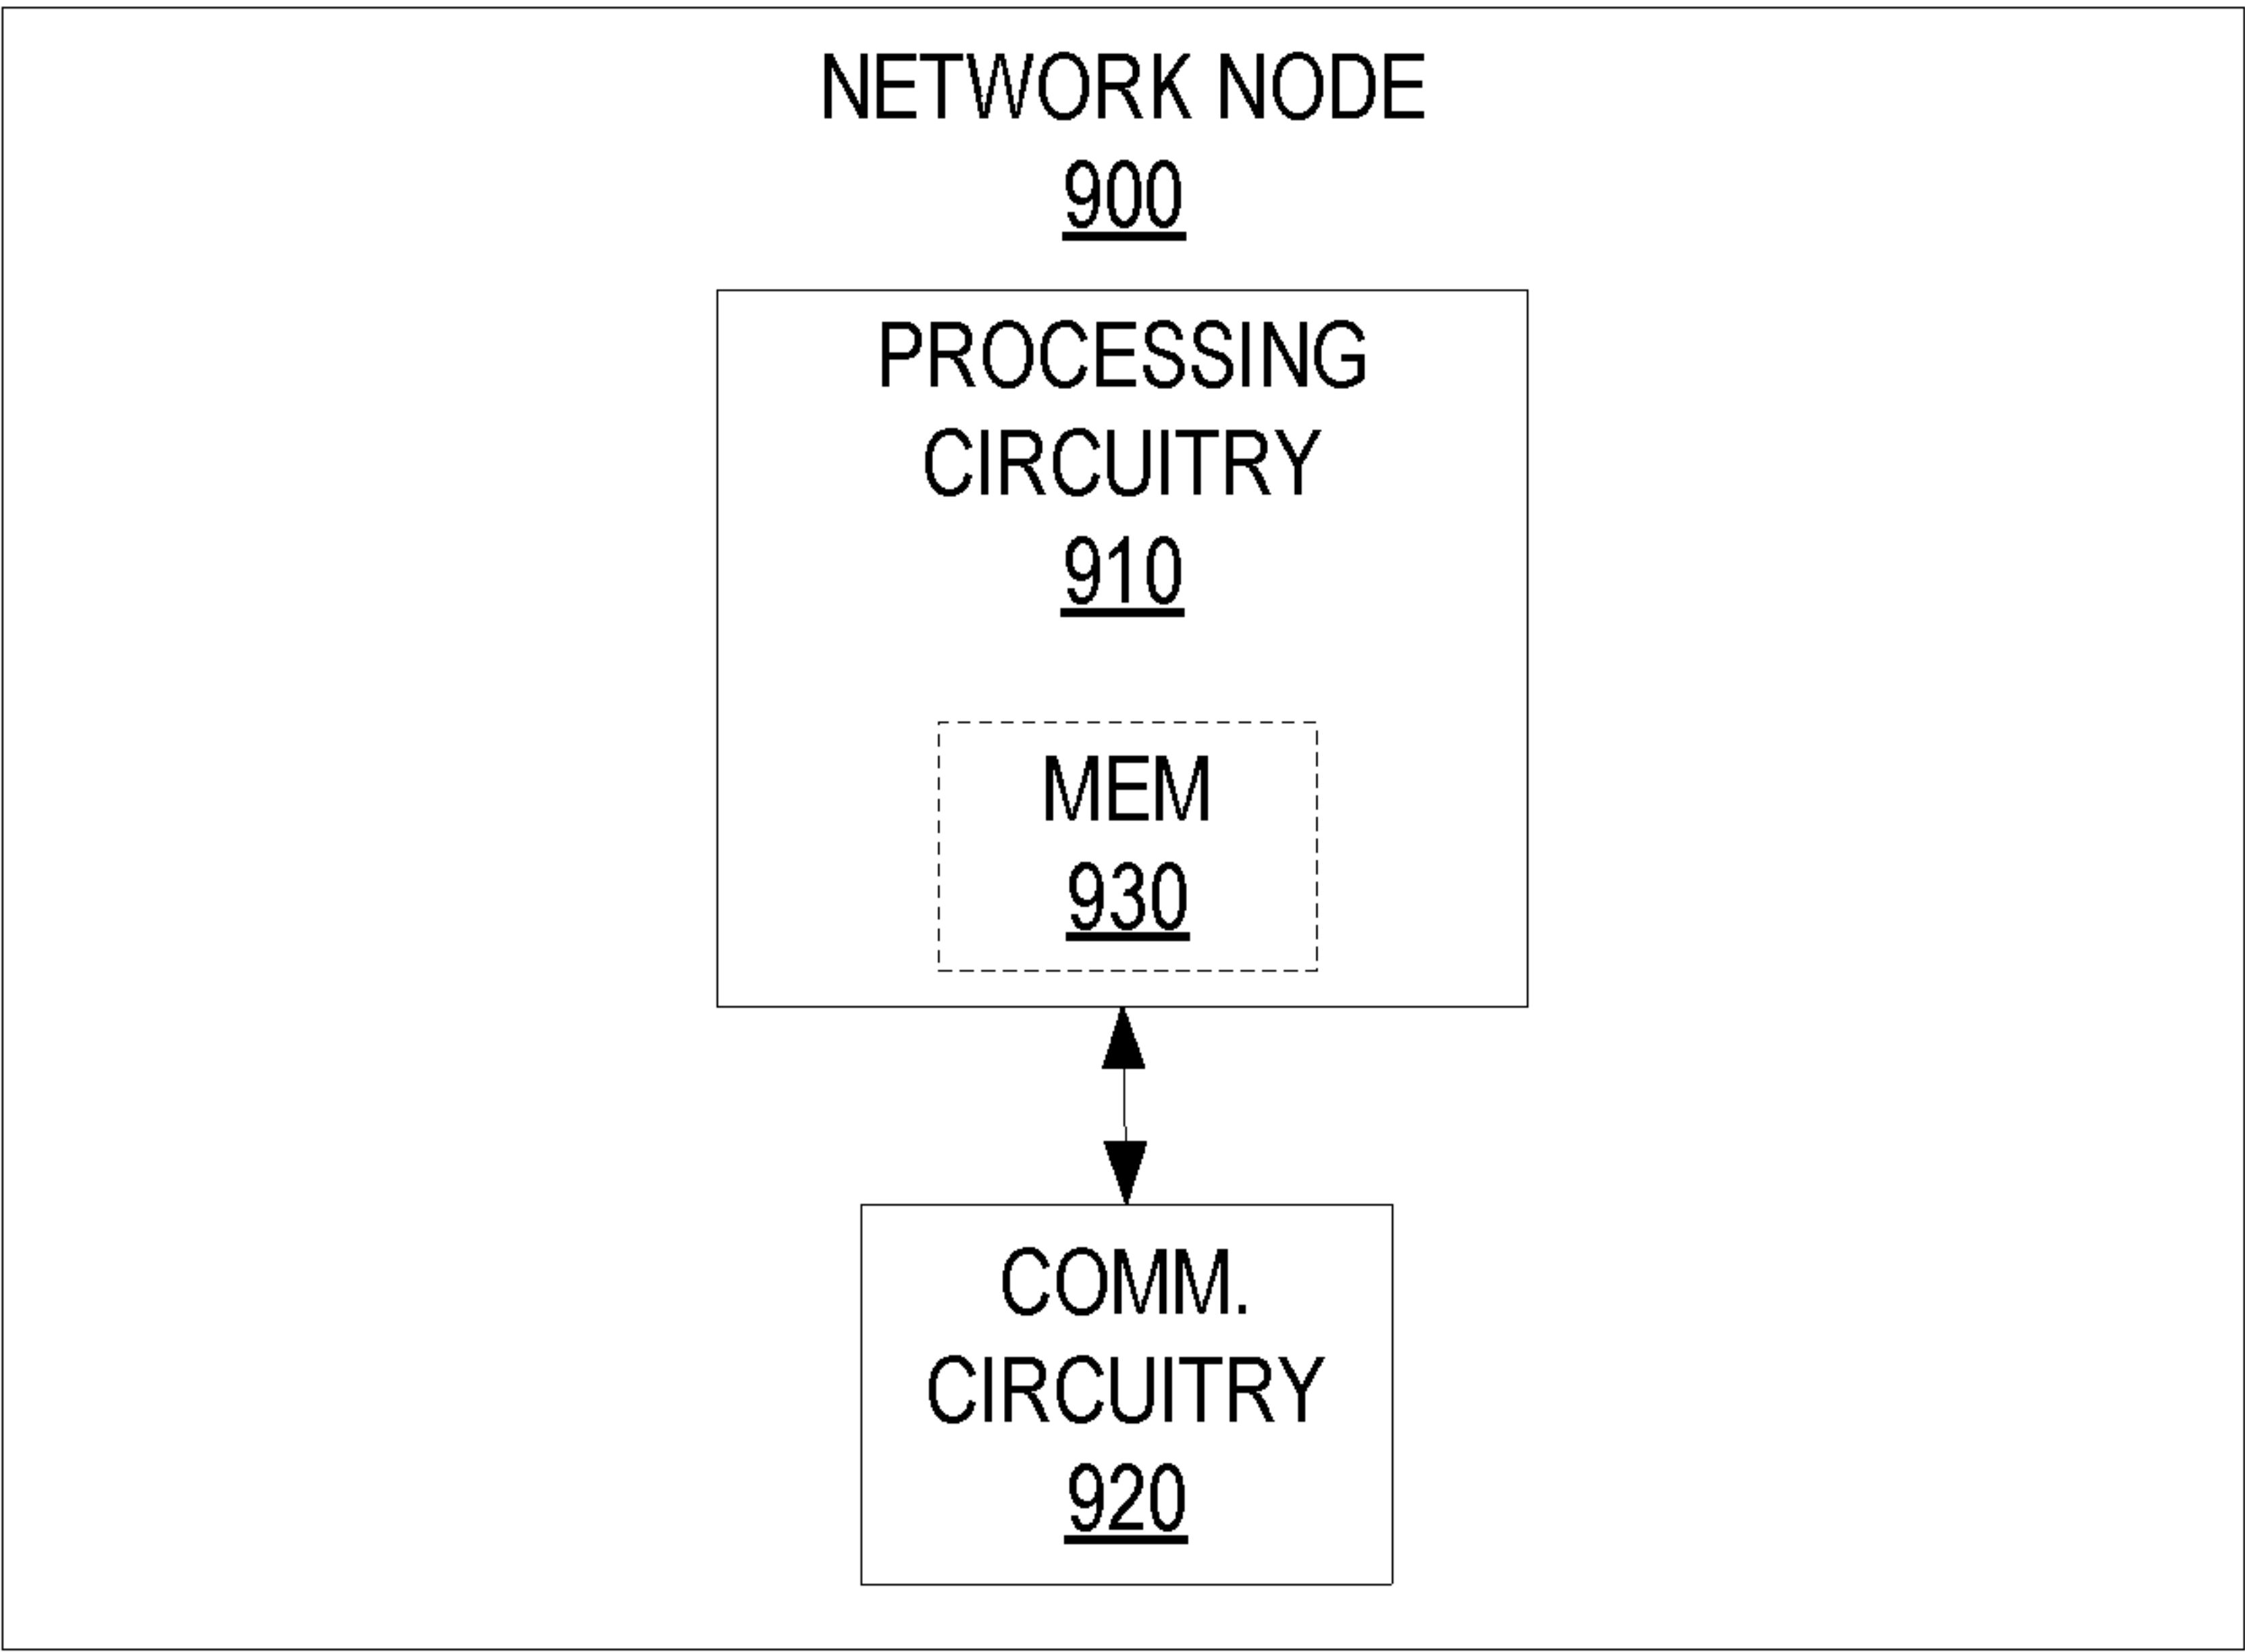 NETWORK NODE
900
PROCESSING
CIRCUITRY
910
MEM
930
COMM.
CIRCUITRY
920